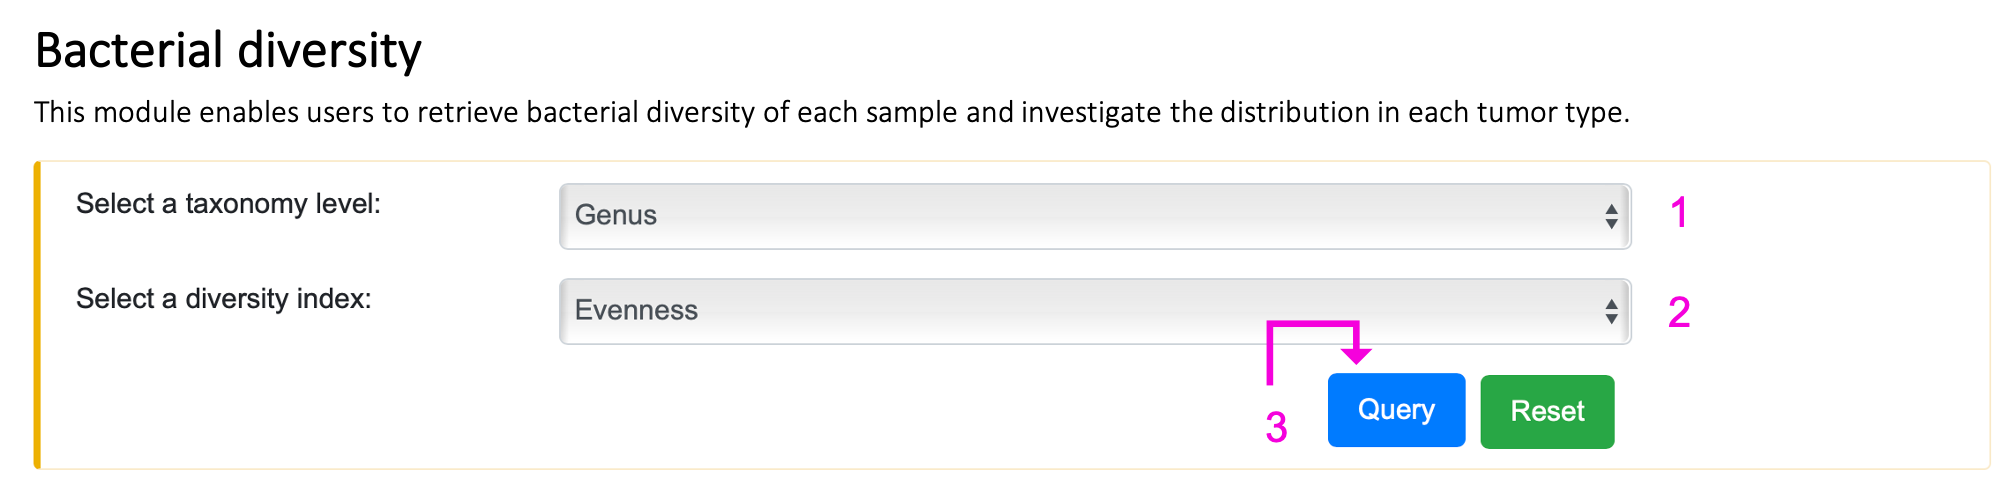 Bacterial diversity
This module enables users to retrieve bacterial diversity of each sample and investigate the distribution in each tumor type.
Select a taxonomy level:
Genus
1
Select a diversity index:
Evenness
2
3
Query
Reset